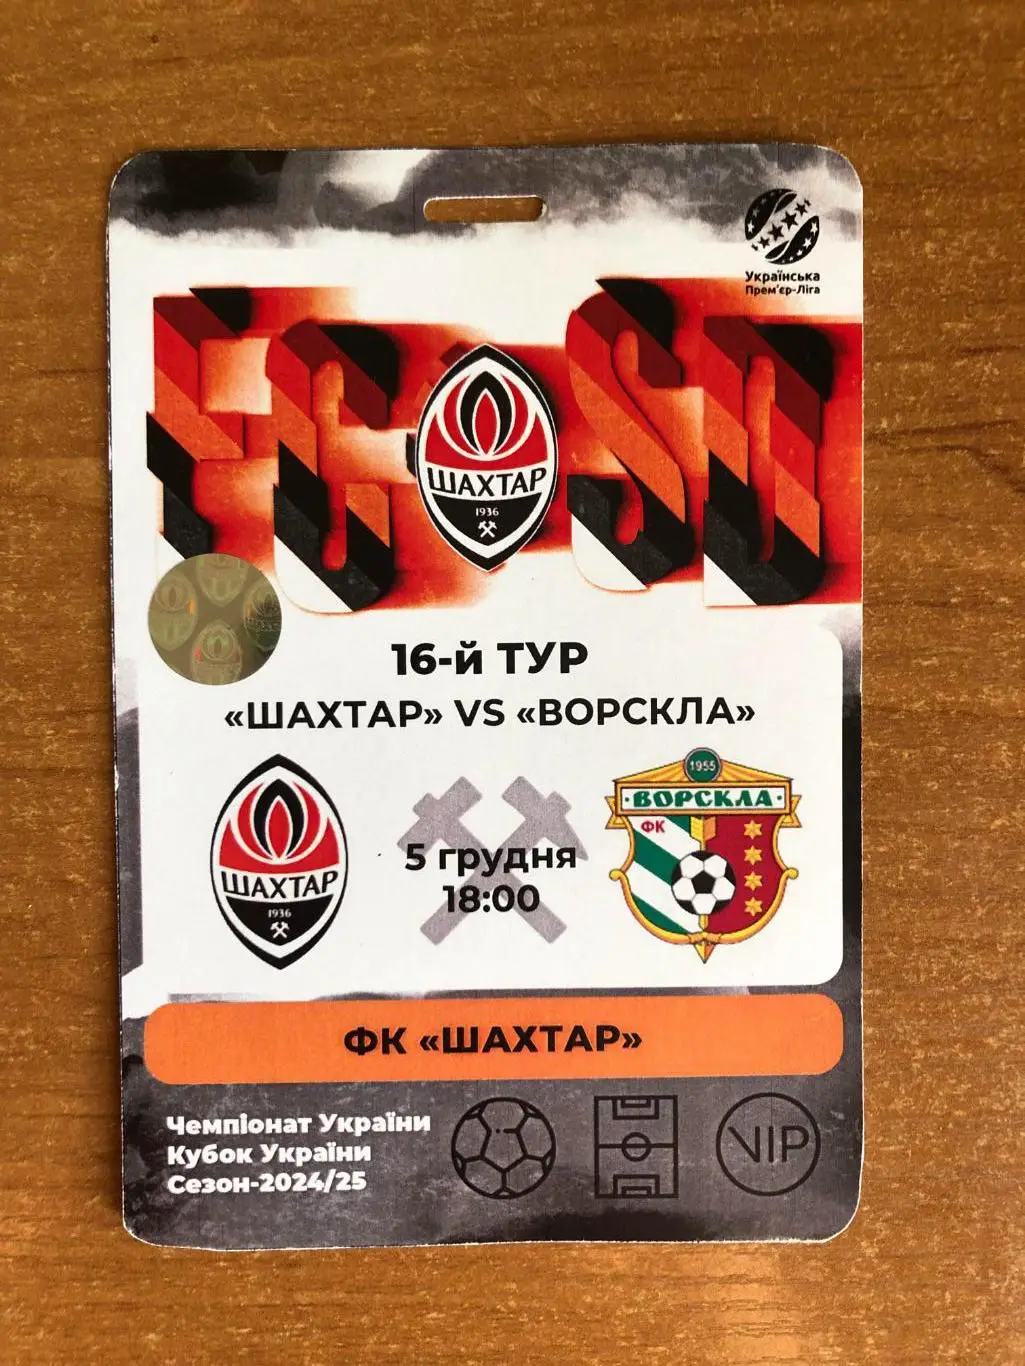 Українська
Прем'єр-Ліга
FCSD
ШАХТАР
1936
16-й ТУР
«ШАХТАР» VS «ВОРСКЛА»
1955
ВОРСКЛА
ФК
ШАХТАР
1936
5 грудня
18:00
ФК «ШАХТАР»
Чемпіонат України
Кубок України
Сезон-2024/25
VIP